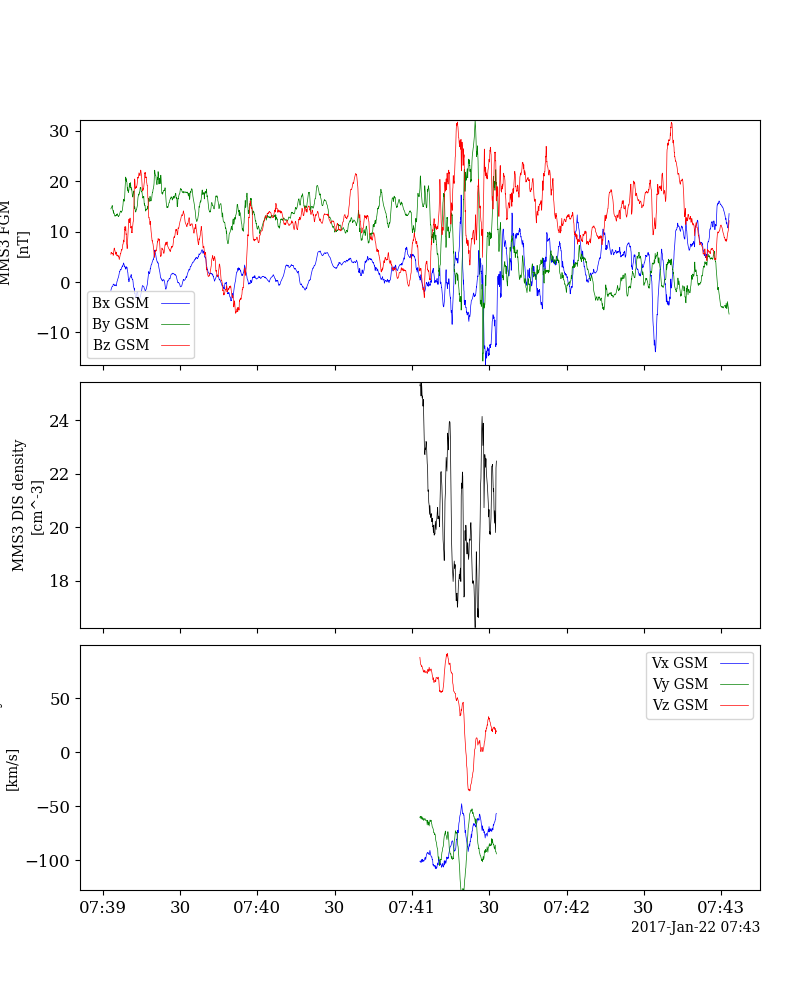 30
20
10
0
−10
MMS3 FGM
[nT]
Bx GSM
By GSM
Bz GSM
24
22
20
18
MMS3 DIS density
[cm^-3]
50
0
−50
−100
[km/s]
Vx GSM
Vy GSM
Vz GSM
07:39 30 07:40 30 07:41 30 07:42 30 07:43
2017-Jan-22 07:43